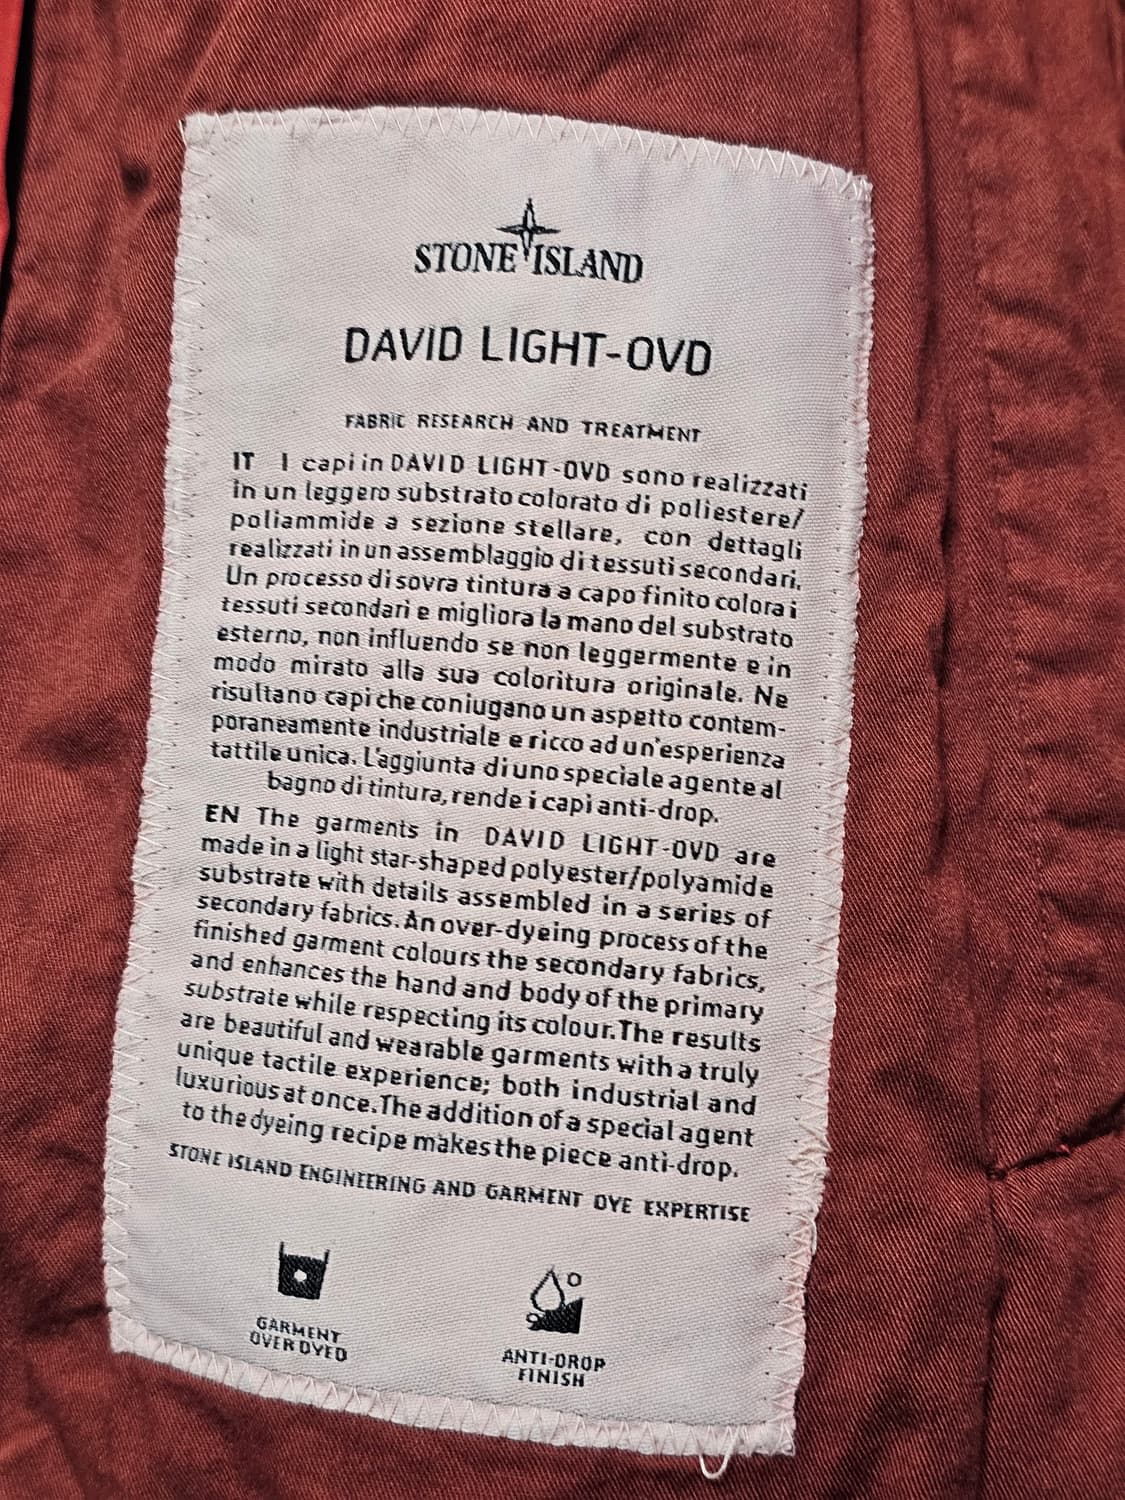 STONE ISLAND
DAVID LIGHT-OVD
FABRIC RESEARCH AND TREATMENT
IT I capi in DAVID LIGHT-OVD sono realizzati
in un leggero substrato colorato di poliestere/
poliammide a sezione stellare, con dettagli
realizzati in un assemblaggio di tessuti secondari.
Un processo di sovra tintura a capo finito colora i
tessuti secondari e migliora la mano del substrato
esterno, non influendo se non leggermente e in
modo mirato alla sua coloritura originale. Ne
risultano capi che coniugano un aspetto contem-
poraneamente industriale e ricco ad un'esperienza
tattile unica. L'aggiunta di uno speciale agente al
bagno di tintura, rende i capi anti-drop.
EN The garments in DAVID LIGHT-OVD are
made in a light star-shaped polyester/polyamide
substrate with details assembled in a series of
secondary fabrics. An over-dyeing process of the
finished garment colours the secondary fabrics,
and enhances the hand and body of the primary
substrate while respecting its colour. The results
are beautiful and wearable garments with a truly
unique tactile experience; both industrial and
luxurious at once. The addition of a special agent
to the dyeing recipe makes the piece anti-drop.
STONE ISLAND ENGINEERING AND GARMENT DYE EXPERTISE
GARMENT
OVERDYED
ANTI-DROP
FINISH